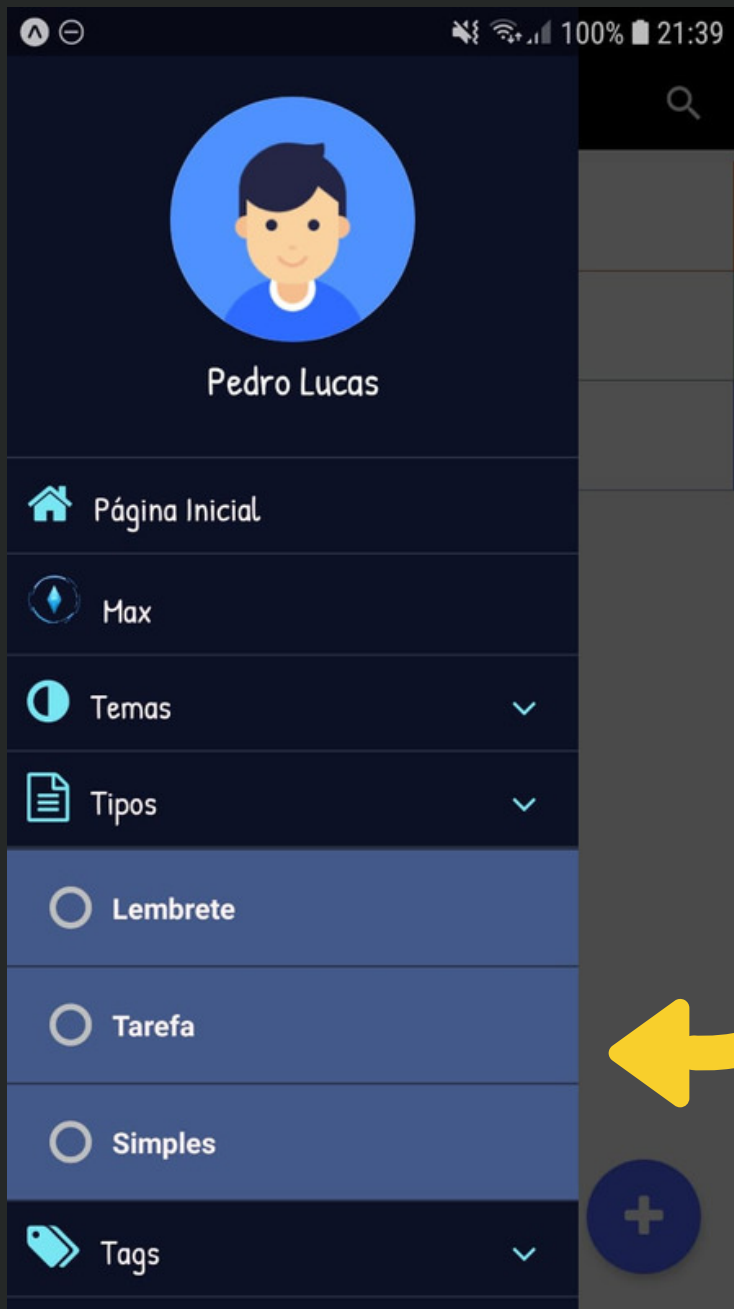 100% 21:39
Pedro Lucas
Página Inicial
Max
Temas
Tipos
Lembrete
Tarefa
Simples
Tags